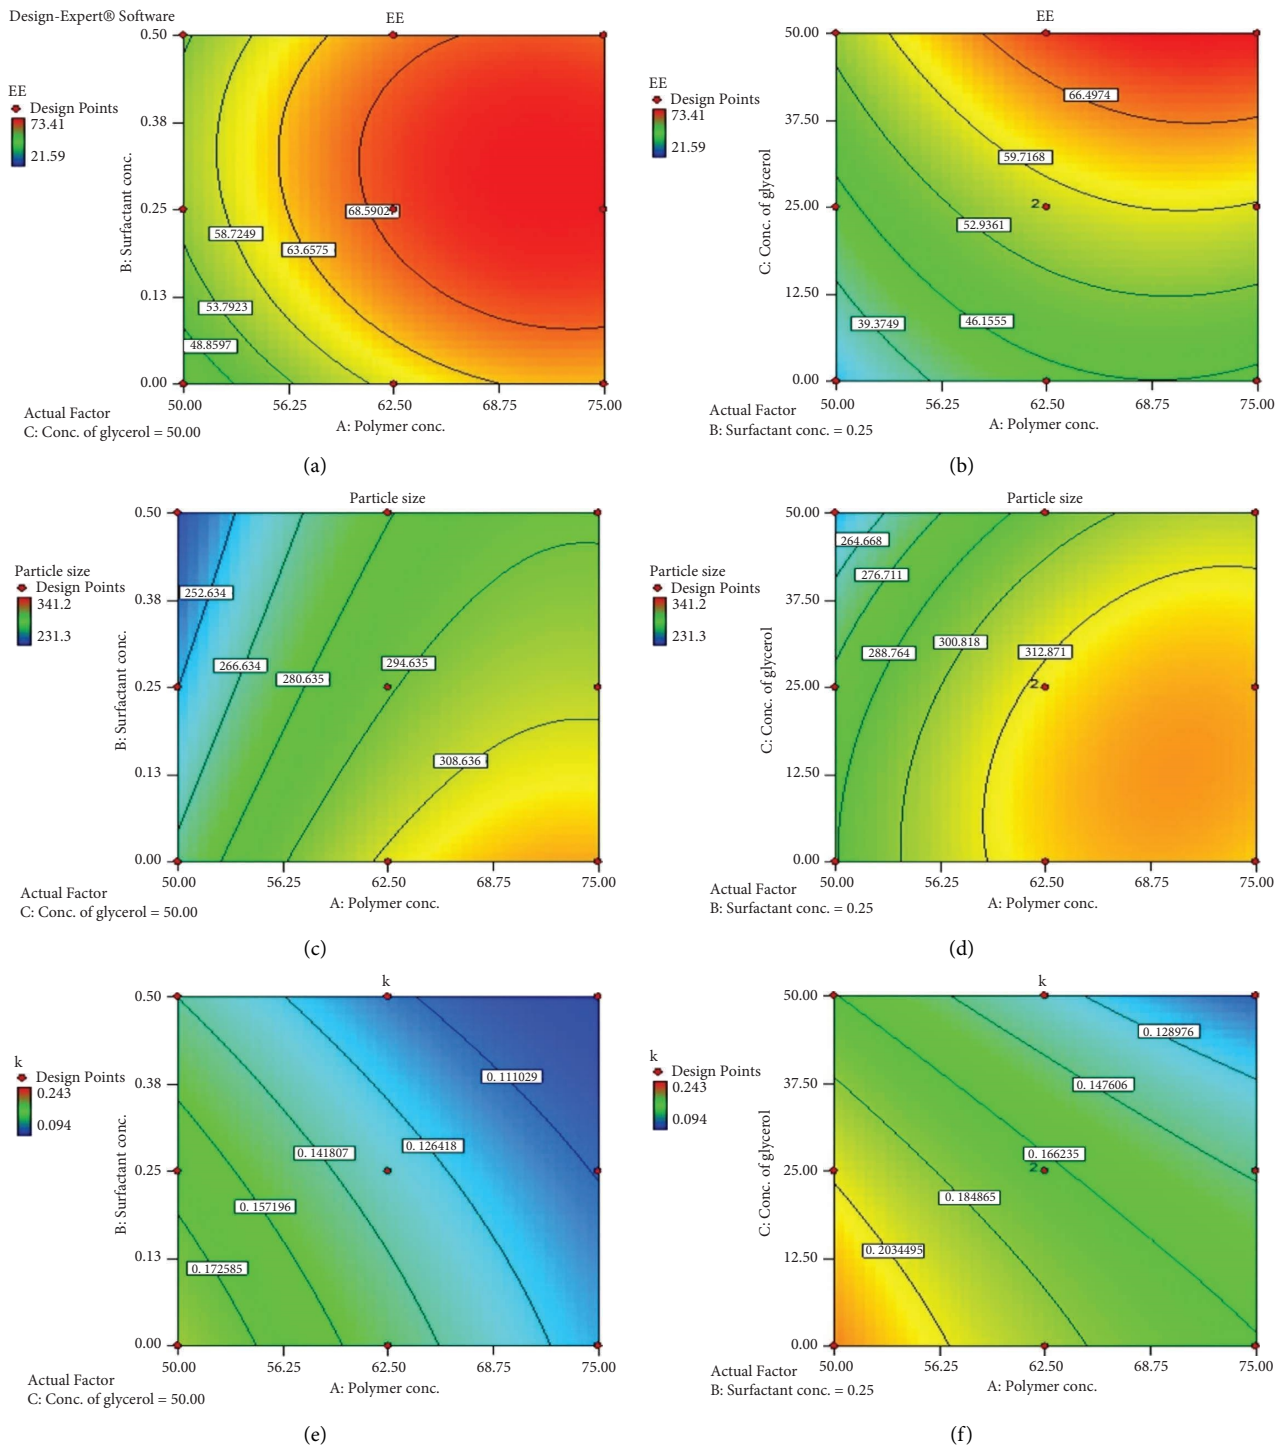 Design-Expert® Software
EE
EE
Design Points
73.41
21.59
B: Surfactant conc.
0.50
0.38
0.25
0.13
0.00
58.7249
63.6575
68.5902
53.7923
48.8597
50.00 56.25 62.50 68.75 75.00
A: Polymer conc.
Actual Factor
C: Conc. of glycerol = 50.00
(a)
EE
EE
Design Points
73.41
21.59
C: Conc. of glycerol
50.00
37.50
25.00
12.50
0.00
66.4974
59.7168
2
52.9361
39.3749
46.1555
50.00 56.25 62.50 68.75 75.00
A: Polymer conc.
Actual Factor
B: Surfactant conc. = 0.25
(b)
Particle size
Particle size
Design Points
341.2
231.3
B: Surfactant conc.
0.50
0.38
0.25
0.13
0.00
252.634
266.634
280.635
294.635
308.636
50.00 56.25 62.50 68.75 75.00
A: Polymer conc.
Actual Factor
C: Conc. of glycerol = 50.00
(c)
Particle size
Particle size
Design Points
341.2
231.3
C: Conc. of glycerol
50.00
37.50
25.00
12.50
0.00
264.668
276.711
288.764
300.818
312.871
2
50.00 56.25 62.50 68.75 75.00
A: Polymer conc.
Actual Factor
B: Surfactant conc. = 0.25
(d)
k
k
Design Points
0.243
0.094
B: Surfactant conc.
0.50
0.38
0.25
0.13
0.00
0.111029
0.126418
0.141807
0.157196
0.172585
50.00 56.25 62.50 68.75 75.00
A: Polymer conc.
Actual Factor
C: Conc. of glycerol = 50.00
(e)
k
k
Design Points
0.243
0.094
C: Conc. of glycerol
50.00
37.50
25.00
12.50
0.00
0.128976
0.147606
0.166235
2
0.184865
0.2034495
50.00 56.25 62.50 68.75 75.00
A: Polymer conc.
Actual Factor
B: Surfactant conc. = 0.25
(f)